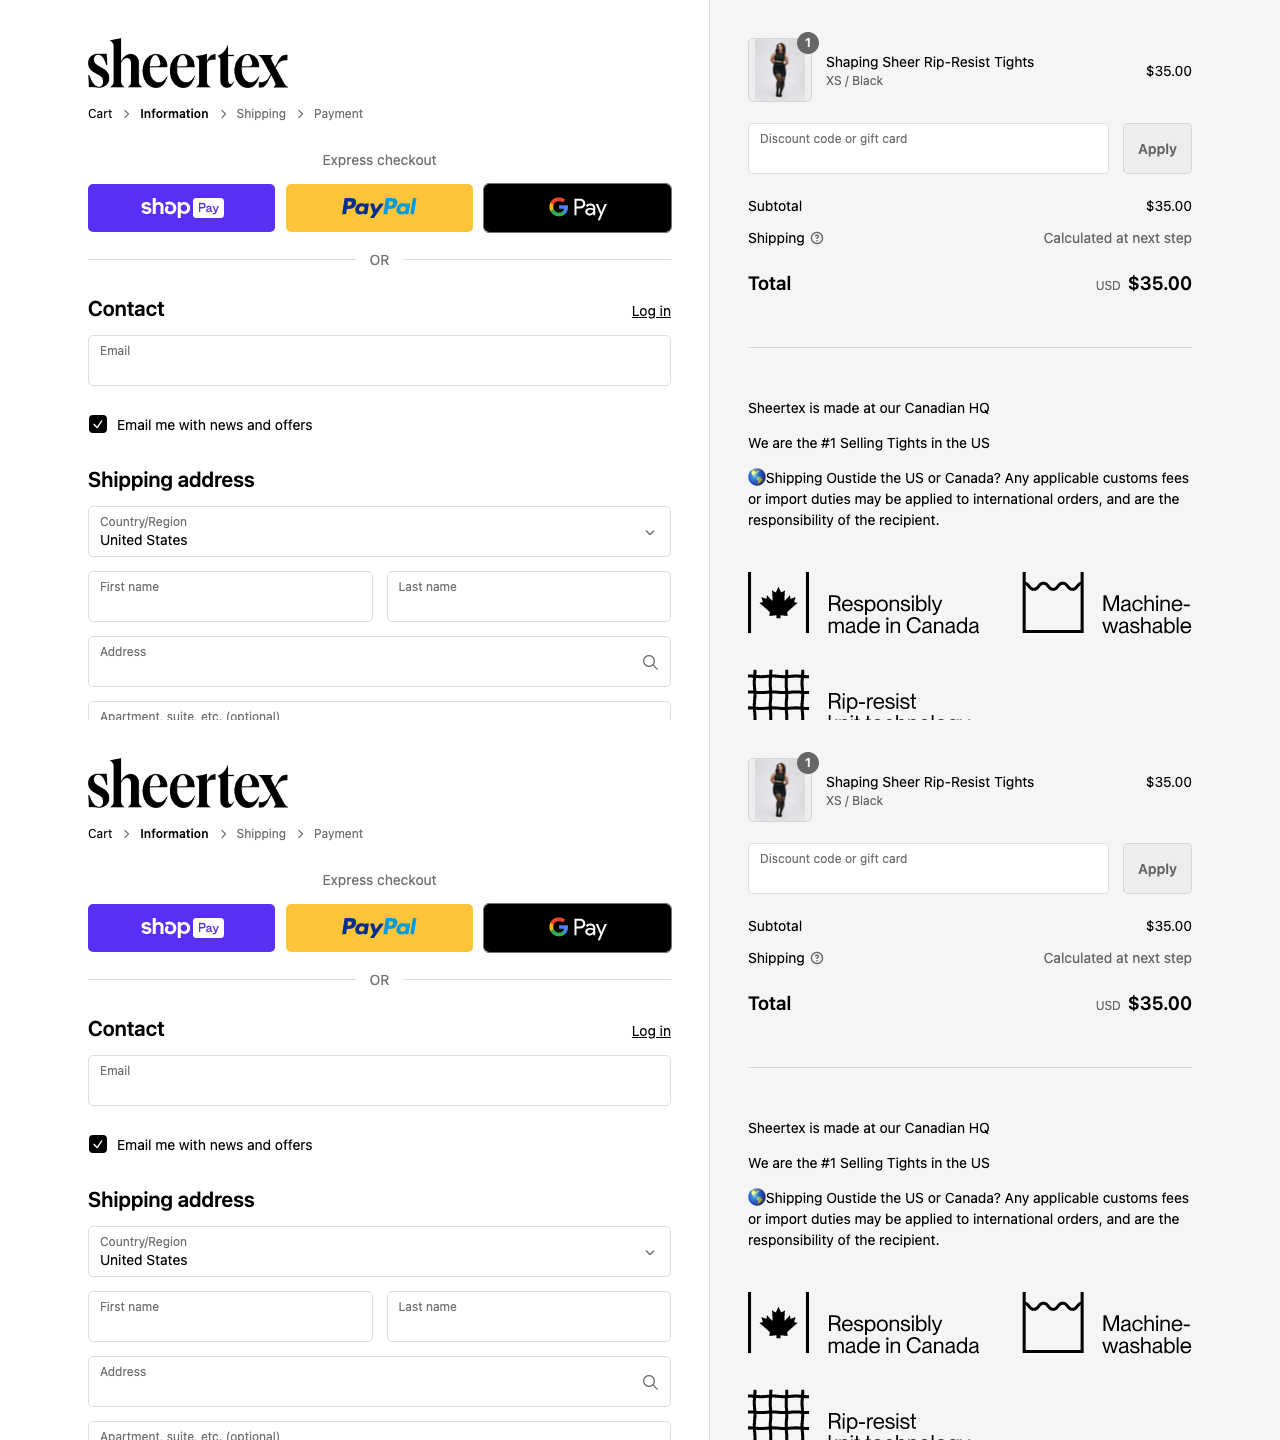 sheertex
Cart > Information > Shipping > Payment
Express checkout
shop Pay
PayPal
G Pay
OR
Contact
Log in
Email
Email me with news and offers
Shipping address
Country/Region
United States
First name
Last name
Address
Apartment, suite, etc. (optional)
1
Shaping Sheer Rip-Resist Tights
$35.00
XS / Black
Discount code or gift card
Apply
Subtotal
$35.00
Shipping
Calculated at next step
Total
USD $35.00
Sheertex is made at our Canadian HQ
We are the #1 Selling Tights in the US
🌎Shipping Oustide the US or Canada? Any applicable customs fees
or import duties may be applied to international orders, and are the
responsibility of the recipient.
Responsibly
made in Canada
Machine-
washable
Rip-resist
knit technology
sheertex
Cart > Information > Shipping > Payment
Express checkout
shop Pay
PayPal
G Pay
OR
Contact
Log in
Email
Email me with news and offers
Shipping address
Country/Region
United States
First name
Last name
Address
Apartment, suite, etc. (optional)
1
Shaping Sheer Rip-Resist Tights
$35.00
XS / Black
Discount code or gift card
Apply
Subtotal
$35.00
Shipping
Calculated at next step
Total
USD $35.00
Sheertex is made at our Canadian HQ
We are the #1 Selling Tights in the US
🌎Shipping Oustide the US or Canada? Any applicable customs fees
or import duties may be applied to international orders, and are the
responsibility of the recipient.
Responsibly
made in Canada
Machine-
washable
Rip-resist
knit technology